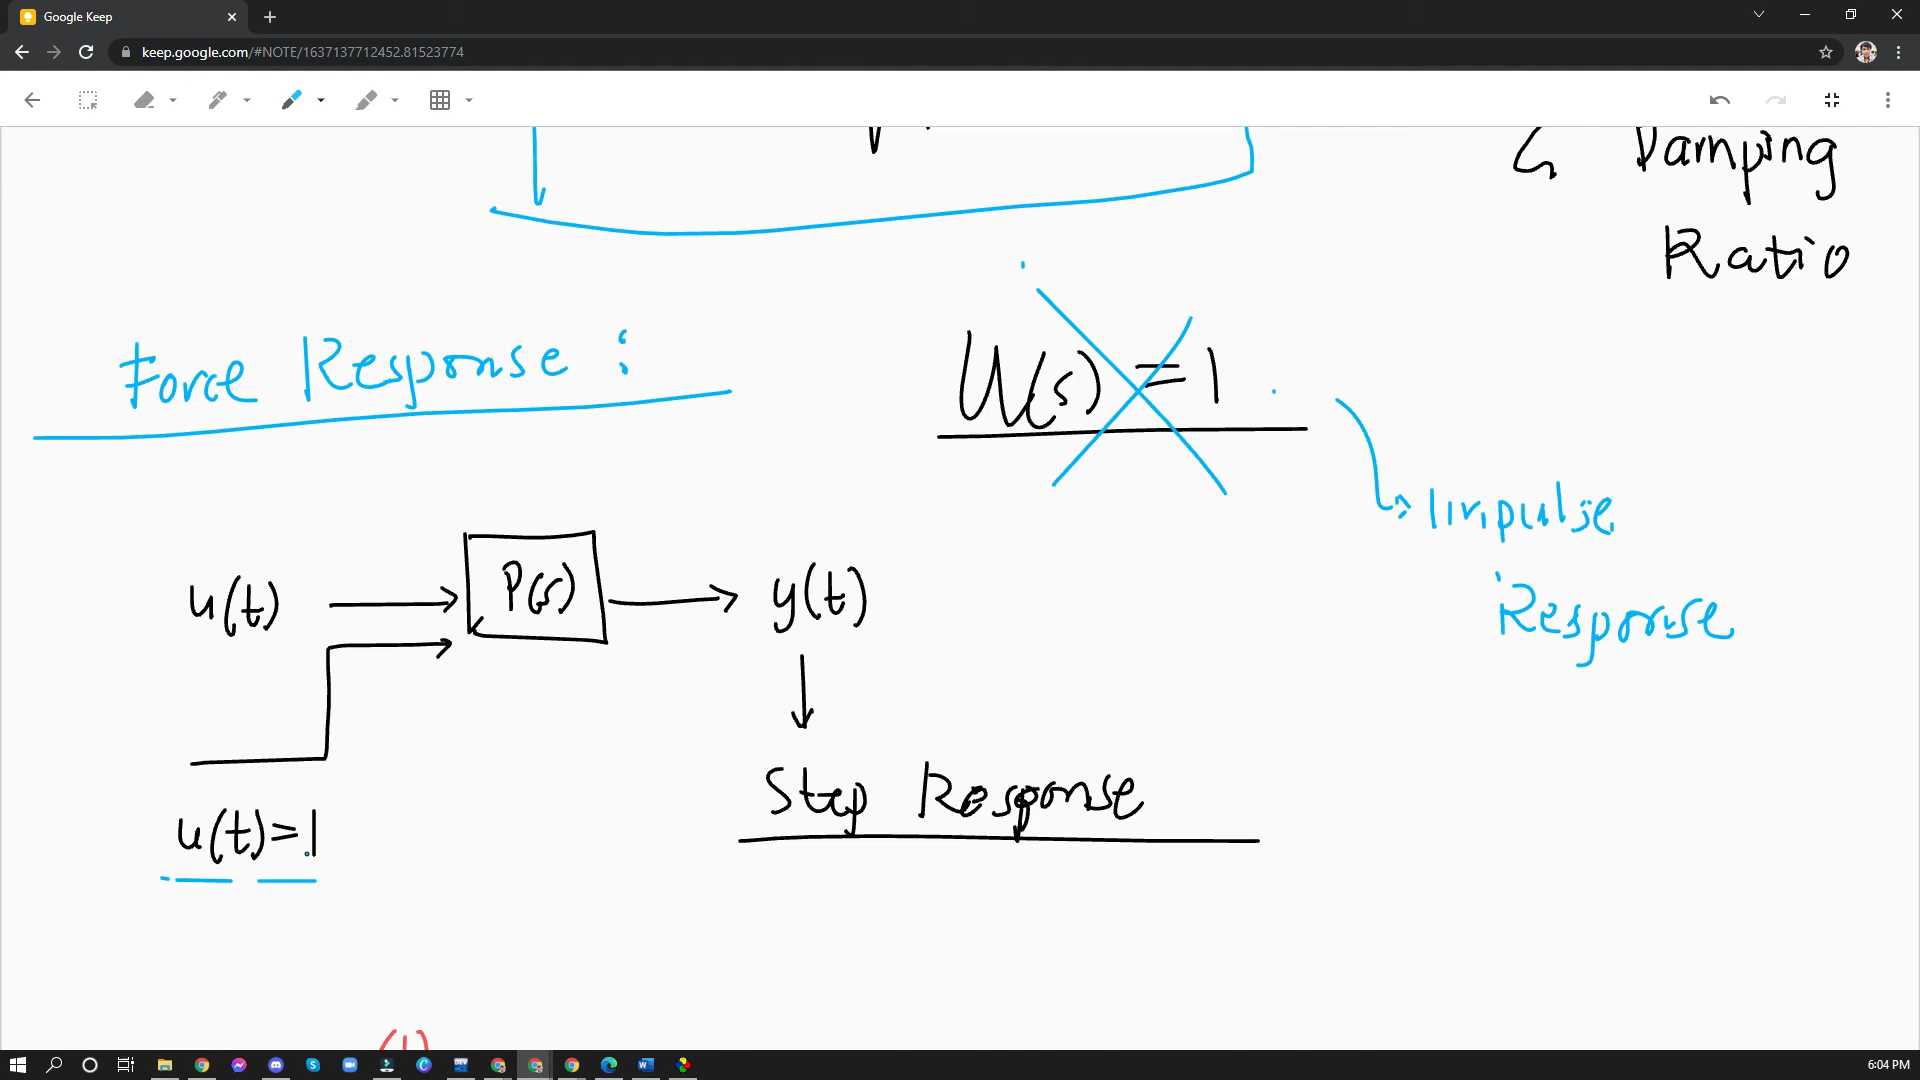 Google Keep
keep.google.com/#NOTE/1637137712452.81523774
Damping
Ratio
Force Response :
U(s) = 1
Impulse
Response
u(t)
P(s)
y(t)
Step Response
u(t)=1
(1)
6:04 PM